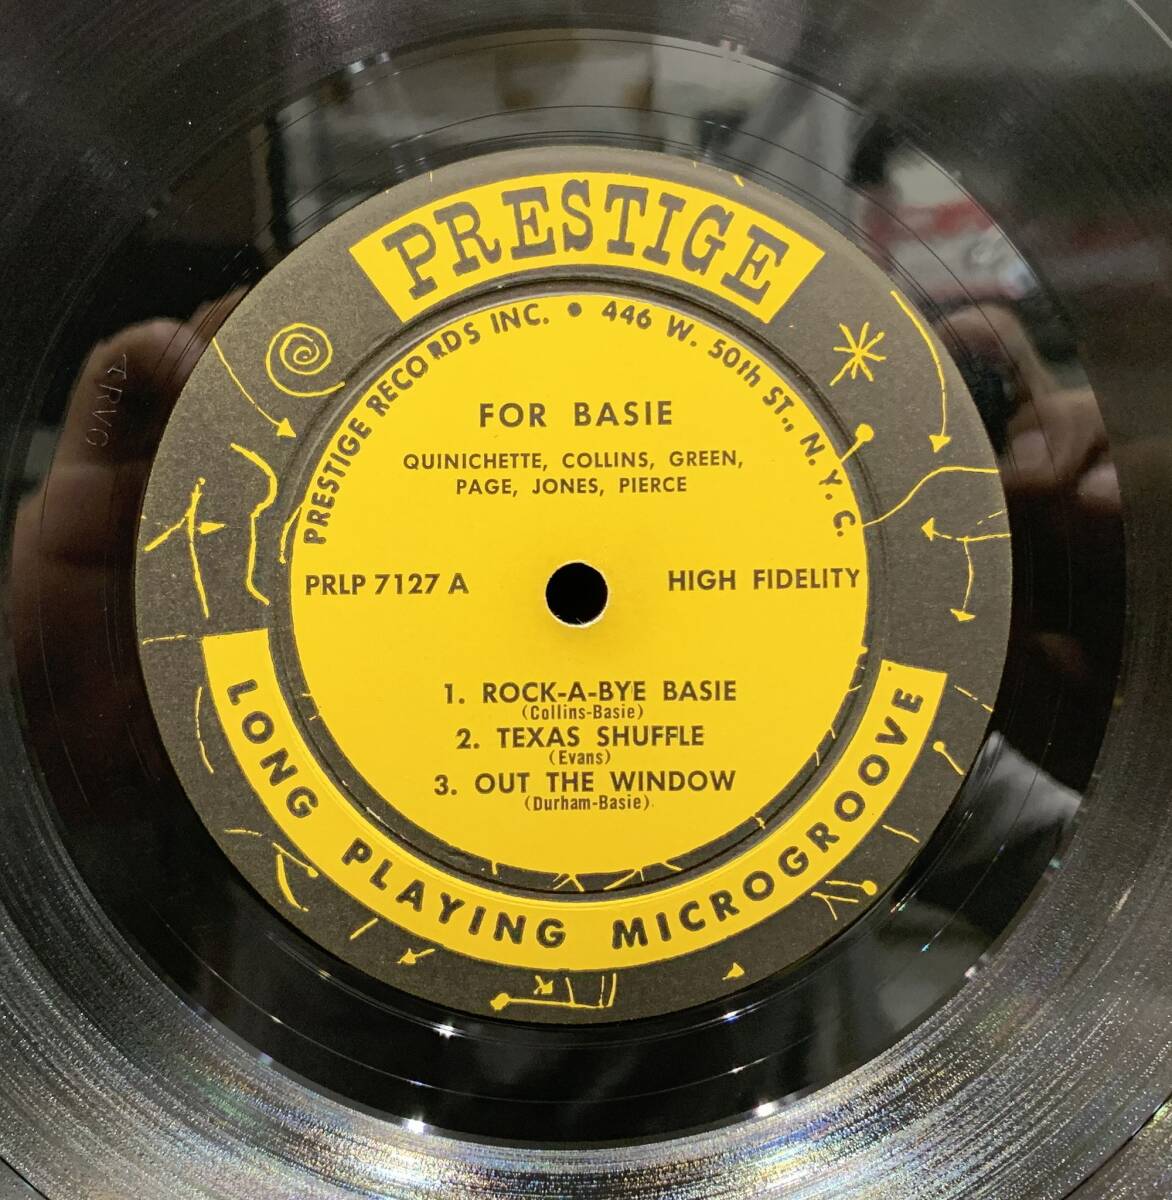 PRESTIGE
PRESTIGE RECORDS INC. • 446 W. 50th ST., N.Y.C.
FOR BASIE
QUINICHETTE, COLLINS, GREEN,
PAGE, JONES, PIERCE
PRLP 7127 A
HIGH FIDELITY
1. ROCK-A-BYE BASIE
(Collins-Basie)
2. TEXAS SHUFFLE
(Evans)
3. OUT THE WINDOW
(Durham-Basie)
LONG PLAYING MICROGROOVE
RVG